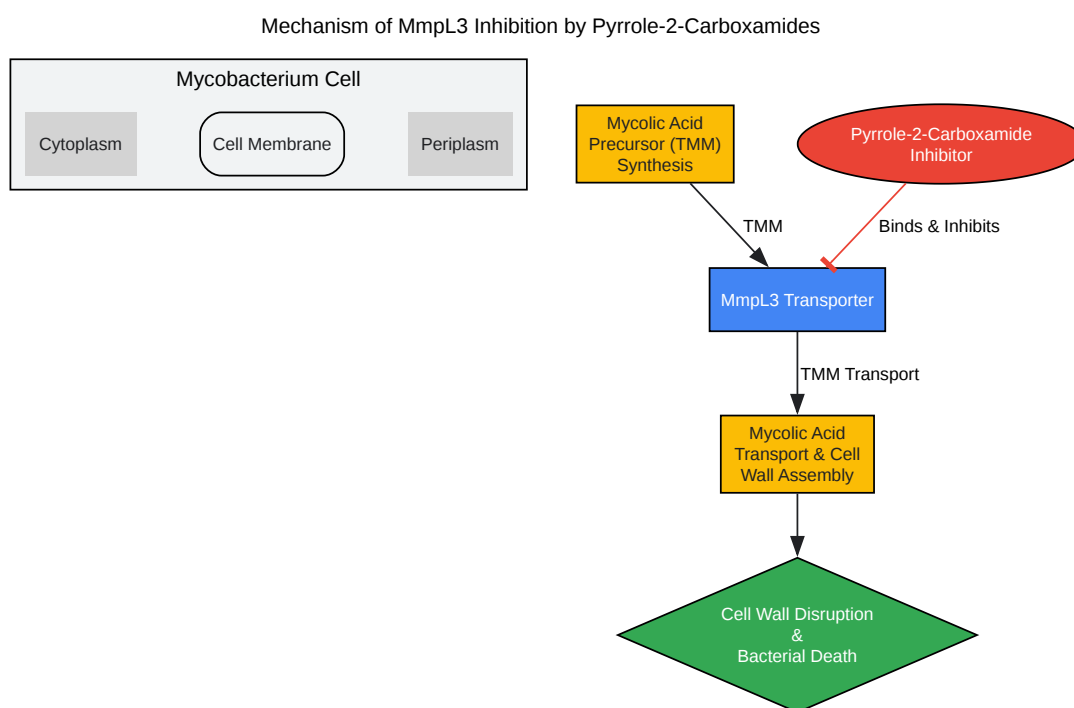 Mechanism of MmpL3 Inhibition by Pyrrole-2-Carboxamides
Mycobacterium Cell
Cytoplasm
Cell Membrane
Periplasm
Mycolic Acid
Precursor (TMM)
Synthesis
Pyrrole-2-Carboxamide
Inhibitor
TMM
Binds & Inhibits
MmpL3 Transporter
TMM Transport
Mycolic Acid
Transport & Cell
Wall Assembly
Cell Wall Disruption
&
Bacterial Death